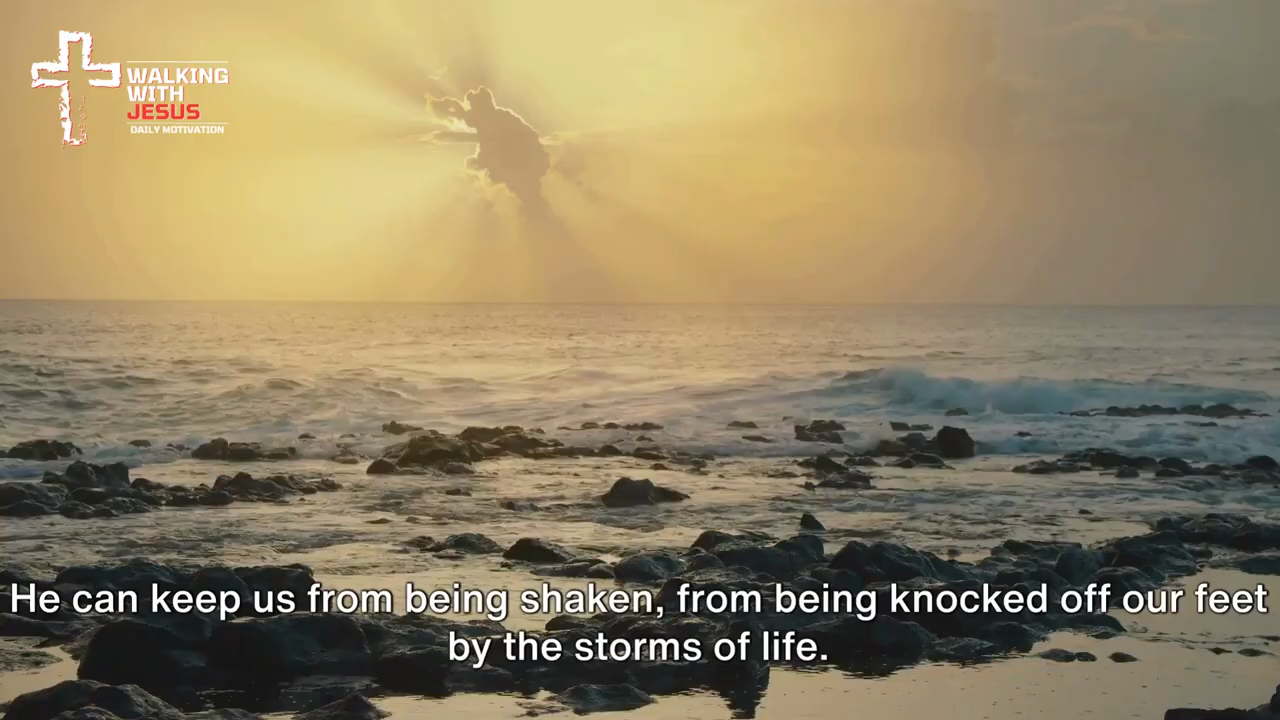 WALKING
WITH
JESUS
DAILY MOTIVATION
He can keep us from being shaken, from being knocked off our feet
by the storms of life.